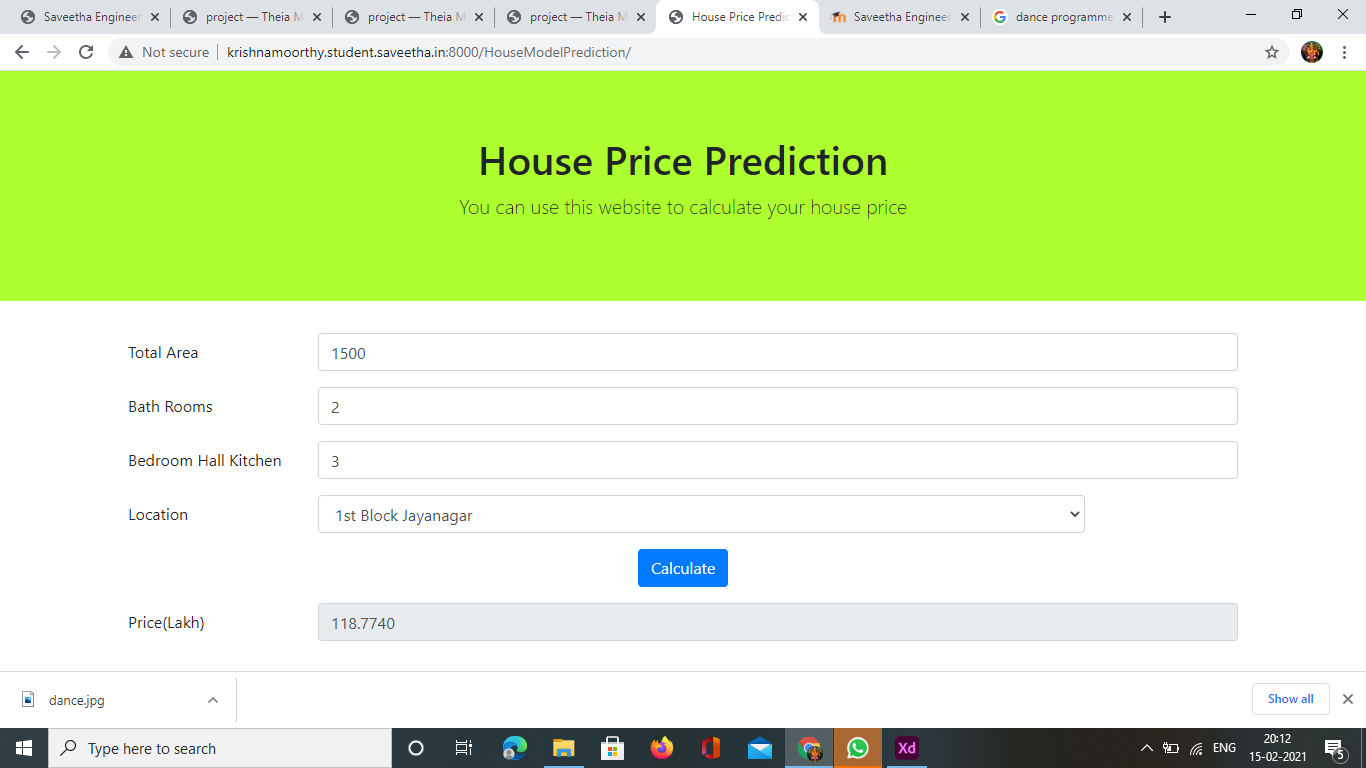 Saveetha Engineer
project — Theia M
project — Theia M
project — Theia M
House Price Predic
Saveetha Engineer
dance programme
Not secure
krishnamoorthy.student.saveetha.in:8000/HouseModelPrediction/
House Price Prediction
You can use this website to calculate your house price
Total Area 1500
Bath Rooms 2
Bedroom Hall Kitchen 3
Location 1st Block Jayanagar
Calculate
Price(Lakh) 118.7740
dance.jpg
Show all
Type here to search
Xd
ENG
20:12
15-02-2021
5